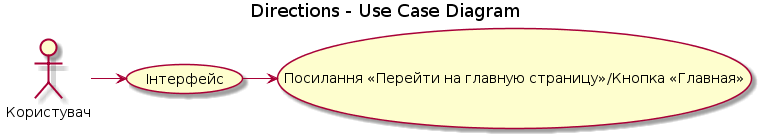 Directions - Use Case Diagram
Користувач
Інтерфейс
Посилання «Перейти на главную страницу»/Кнопка «Главная»